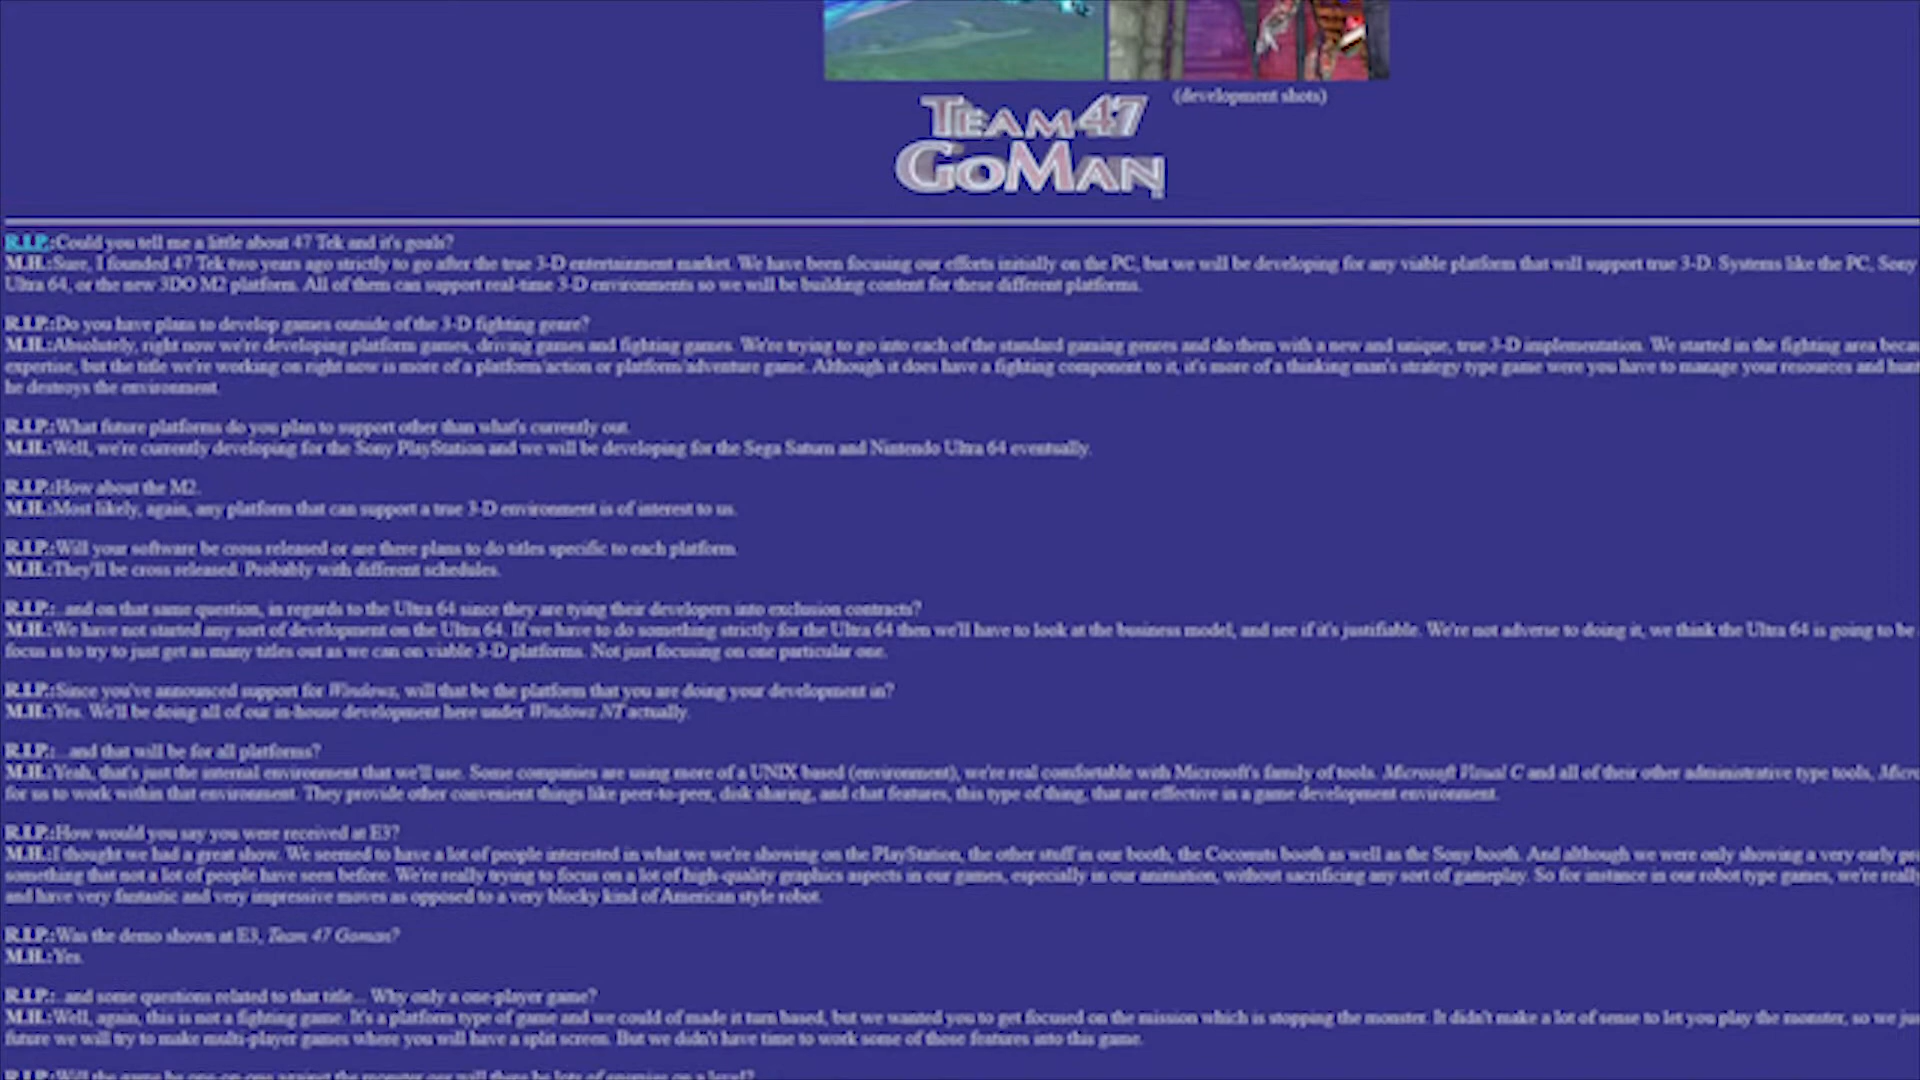 (development shots)
TEAM 47
GOMAN
R.I.P.:Could you tell me a little about 47 Tek and it's goals?
M.H.:Sure, I founded 47 Tek two years ago strictly to go after the true 3-D entertainment market. We have been focusing our efforts initially on the PC, but we will be developing for any viable platform that will support true 3-D. Systems like the PC, Sony
Ultra 64, or the new 3DO M2 platform. All of them can support real-time 3-D environments so we will be building content for these different platforms.
R.I.P.:Do you have plans to develop games outside of the 3-D fighting genre?
M.H.:Absolutely, right now we're developing platform games, driving games and fighting games. We're trying to go into each of the standard gaming genres and do them with a new and unique, true 3-D implementation. We started in the fighting area becau
expertise, but the title we're working on right now is more of a platform/action or platform/adventure game. Although it does have a fighting component to it, it's more of a thinking man's strategy type game were you have to manage your resources and hunt
he destroys the environment.
R.I.P.:What future platforms do you plan to support other than what's currently out.
M.H.:Well, we're currently developing for the Sony PlayStation and we will be developing for the Sega Saturn and Nintendo Ultra 64 eventually.
R.I.P.:How about the M2.
M.H.:Most likely, again, any platform that can support a true 3-D environment is of interest to us.
R.I.P.:Will your software be cross released or are there plans to do titles specific to each platform.
M.H.:They'll be cross released. Probably with different schedules.
R.I.P.:...and on that same question, in regards to the Ultra 64 since they are tying their developers into exclusion contracts?
M.H.:We have not started any sort of development on the Ultra 64. If we have to do something strictly for the Ultra 64 then we'll have to look at the business model, and see if it's justifiable. We're not adverse to doing it, we think the Ultra 64 is going to be
focus is to try to just get as many titles out as we can on viable 3-D platforms. Not just focusing on one particular one.
R.I.P.:Since you've announced support for Windows, will that be the platform that you are doing your development in?
M.H.:Yes. We'll be doing all of our in-house development here under Windows NT actually.
R.I.P.:...and that will be for all platforms?
M.H.:Yeah, that's just the internal environment that we'll use. Some companies are using more of a UNIX based (environment), we're real comfortable with Microsoft's family of tools. Microsoft Visual C and all of their other administrative type tools, Micro
for us to work within that environment. They provide other convenient things like peer-to-peer, disk sharing, and chat features, this type of thing, that are effective in a game development environment.
R.I.P.:How would you say you were received at E3?
M.H.:I thought we had a great show. We seemed to have a lot of people interested in what we we're showing on the PlayStation, the other stuff in our booth, the Coconuts booth as well as the Sony booth. And although we were only showing a very early
something that not a lot of people have seen before. We're really trying to focus on a lot of high-quality graphics aspects in our games, especially in our animation, without sacrificing any sort of gameplay. So for instance in our robot type games, we're really
and have very fantastic and very impressive moves as opposed to a very blocky kind of American style robot.
R.I.P.:Was the demo shown at E3, Team 47 Goman?
M.H.:Yes.
R.I.P.:...and some questions related to that title... Why only a one-player game?
M.H.:Well, again, this is not a fighting game. It's a platform type of game and we could of made it turn based, but we wanted you to get focused on the mission which is stopping the monster. It didn't make a lot of sense to let you play the monster, so we jus
future we will try to make multi-player games where you will have a split screen. But we didn't have time to work some of those features into this game.
R.I.P.:Will the game be one-on-one against the monster will there be lots of enemies on a level?